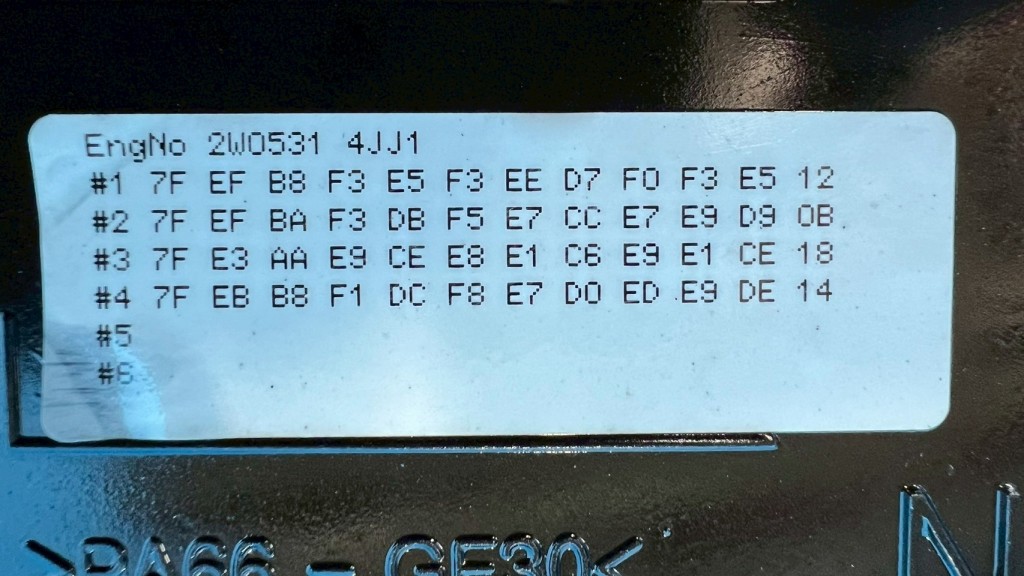 EngNo 2W0531 4JJ1
#1 7F EF B8 F3 E5 F3 EE D7 F0 F3 E5 12
#2 7F EF BA F3 DB F5 E7 CC E7 E9 D9 0B
#3 7F E3 AA E9 CE E8 E1 C6 E9 E1 CE 18
#4 7F EB B8 F1 DC F8 E7 D0 ED E9 DE 14
#5
#6
>PA66-GF30<